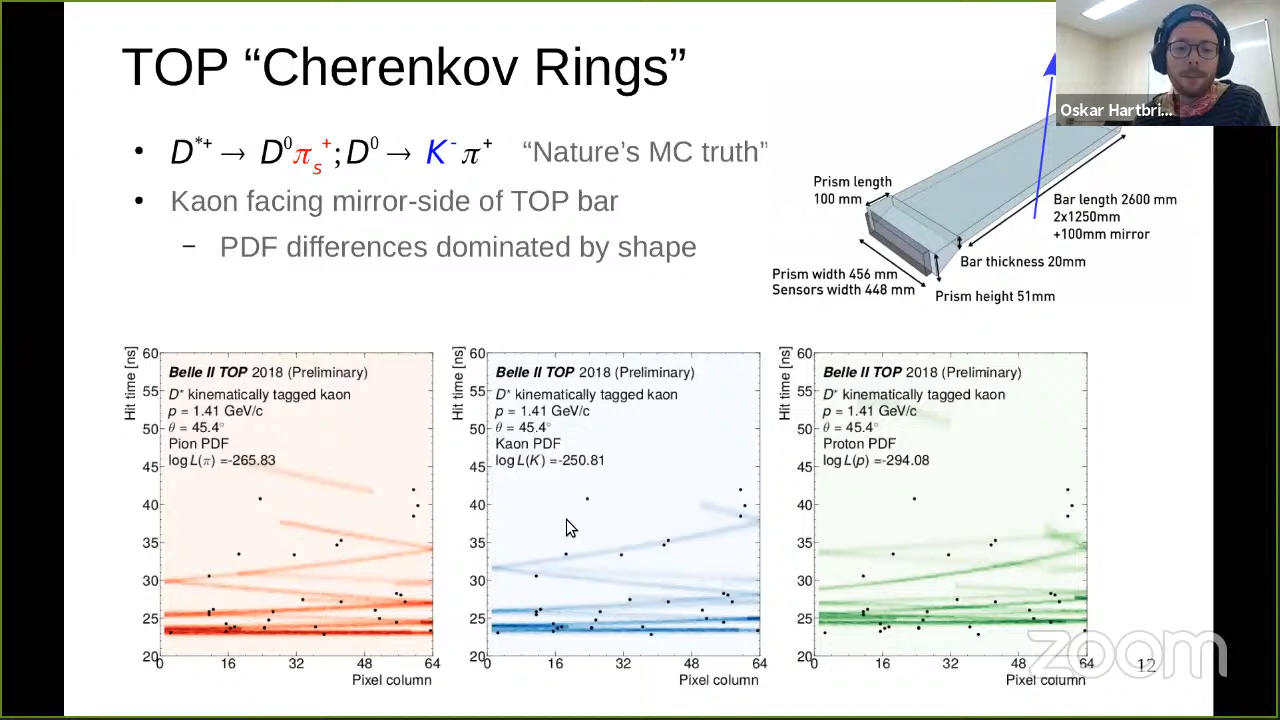 TOP “Cherenkov Rings”
Oskar Hartbri...
• D*+ → D0πs+; D0 → K-π+ “Nature’s MC truth”
• Kaon facing mirror-side of TOP bar
– PDF differences dominated by shape
Prism length
100 mm
Bar length 2600 mm
2x1250mm
+100mm mirror
Bar thickness 20mm
Prism width 456 mm
Sensors width 448 mm
Prism height 51mm
Hit time [ns]
60
55
50
45
40
35
30
25
20
Belle II TOP 2018 (Preliminary)
D* kinematically tagged kaon
p = 1.41 GeV/c
θ = 45.4°
Pion PDF
log L(π) =-265.83
0 16 32 48 64
Pixel column
Hit time [ns]
60
55
50
45
40
35
30
25
20
Belle II TOP 2018 (Preliminary)
D* kinematically tagged kaon
p = 1.41 GeV/c
θ = 45.4°
Kaon PDF
log L(K) =-250.81
0 16 32 48 64
Pixel column
Hit time [ns]
60
55
50
45
40
35
30
25
20
Belle II TOP 2018 (Preliminary)
D* kinematically tagged kaon
p = 1.41 GeV/c
θ = 45.4°
Proton PDF
log L(p) =-294.08
0 16 32 48 64
Pixel column
zoom
12